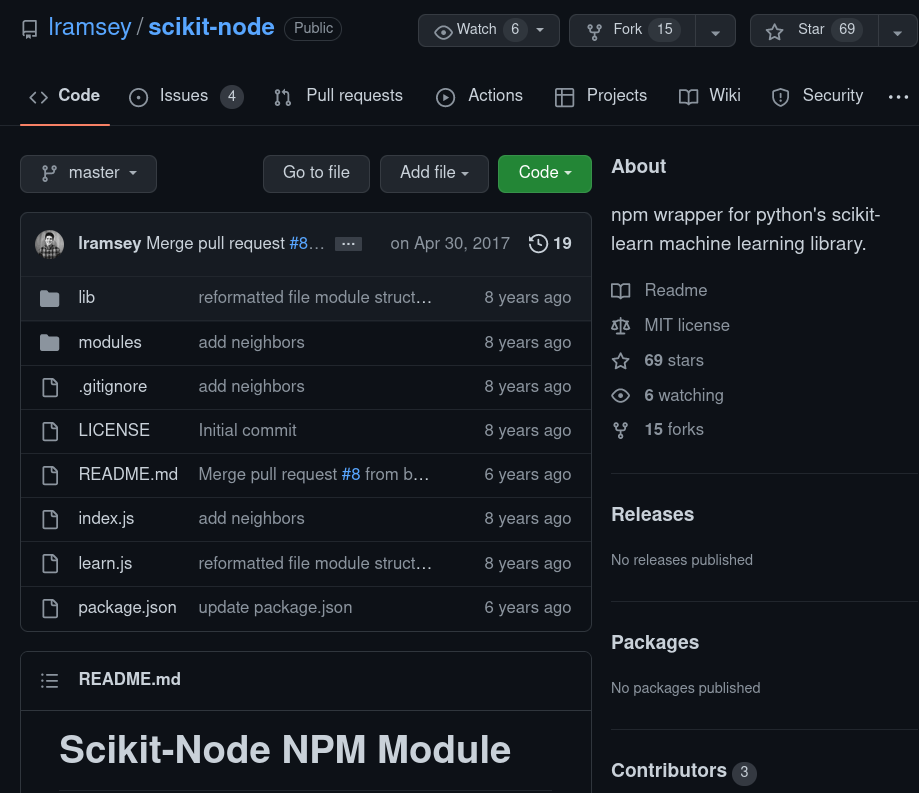 lramsey / scikit-node Public Watch 6 Fork 15 Star 69
Code Issues 4 Pull requests Actions Projects Wiki Security ...
master Go to file Add file Code
About
npm wrapper for python's scikit-
learn machine learning library.
Readme
MIT license
69 stars
6 watching
15 forks
Releases
No releases published
Packages
No packages published
Contributors 3
lramsey Merge pull request #8... ... on Apr 30, 2017 19
lib reformatted file module struct... 8 years ago
modules add neighbors 8 years ago
.gitignore add neighbors 8 years ago
LICENSE Initial commit 8 years ago
README.md Merge pull request #8 from b... 6 years ago
index.js add neighbors 8 years ago
learn.js reformatted file module struct... 8 years ago
package.json update package.json 6 years ago
README.md
Scikit-Node NPM Module